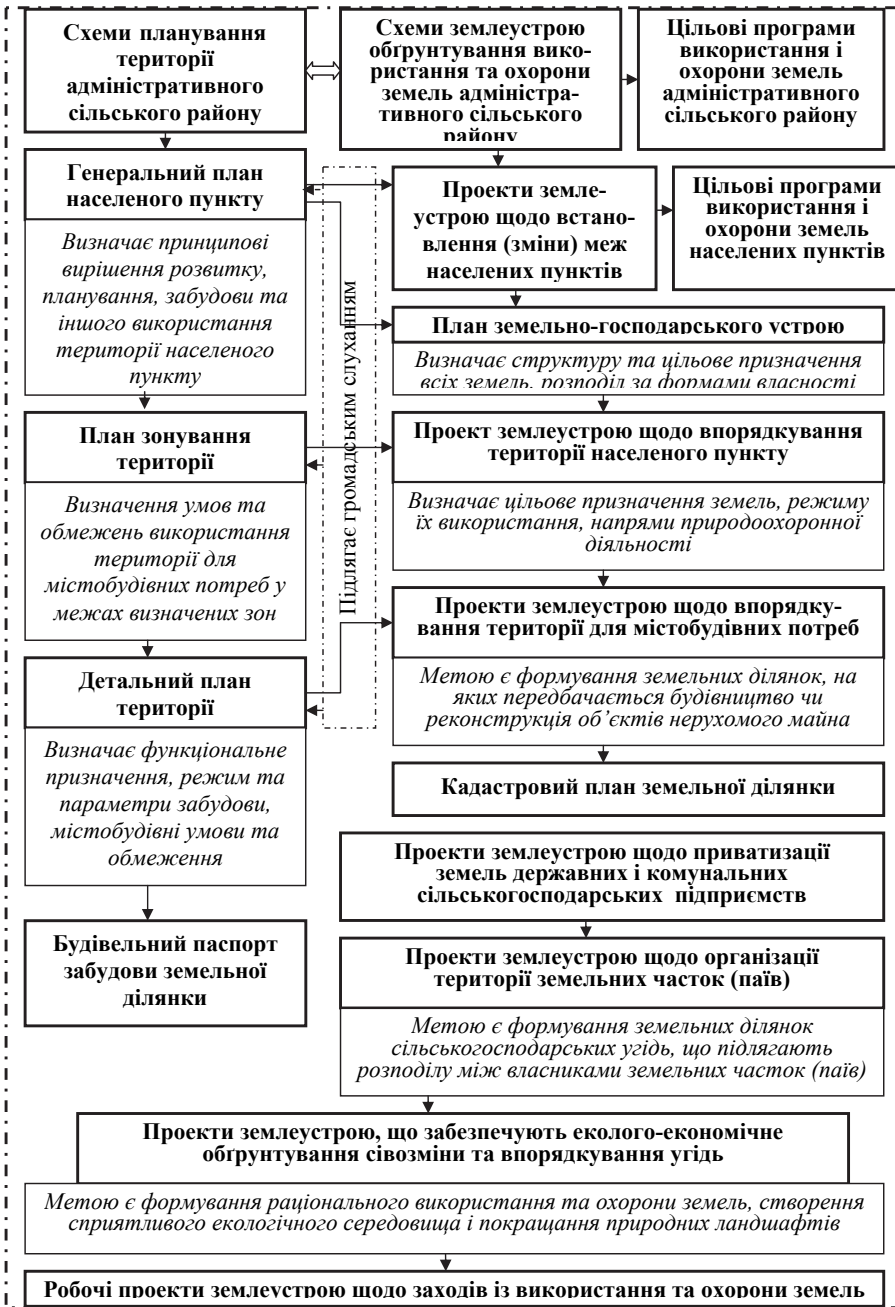 Схеми планування
території
адміністративного
сільського району
Схеми землеустрою
обґрунтування вико-
ристання та охорони
земель адміністра-
тивного сільського
району
Цільові програми
використання і
охорони земель
адміністративного
сільського району
Генеральний план
населеного пункту
Визначає принципові
вирішення розвитку,
планування, забудови та
іншого використання
території населеного
пункту
Підлягає громадським слуханням
Проекти земле-
устрою щодо встано-
влення (зміни) меж
населених пунктів
Цільові програми
використання і
охорони земель
населених пунктів
План земельно-господарського устрою
Визначає структуру та цільове призначення
всіх земель, розподіл за формами власності
План зонування
території
Визначення умов та
обмежень використання
території для
містобудівних потреб у
межах визначених зон
Проект землеустрою щодо впорядкування
території населеного пункту
Визначає цільове призначення земель, режиму
їх використання, напрями природоохоронної
діяльності
Проекти землеустрою щодо впорядку-
вання території для містобудівних потреб
Метою є формування земельних ділянок, на
яких передбачається будівництво чи
реконструкція об’єктів нерухомого майна
Детальний план
території
Визначає функціональне
призначення, режим та
параметри забудови,
містобудівні умови та
обмеження
Кадастровий план земельної ділянки
Будівельний паспорт
забудови земельної
ділянки
Проекти землеустрою щодо приватизації
земель державних і комунальних
сільськогосподарських підприємств
Проекти землеустрою щодо організації
території земельних часток (паїв)
Метою є формування земельних ділянок
сільськогосподарських угідь, що підлягають
розподілу між власниками земельних часток (паїв)
Проекти землеустрою, що забезпечують еколого-економічне
обґрунтування сівозміни та впорядкування угідь
Метою є формування раціонального використання та охорони земель, створення
сприятливого екологічного середовища і покращання природних ландшафтів
Робочі проекти землеустрою щодо заходів із використання та охорони земель